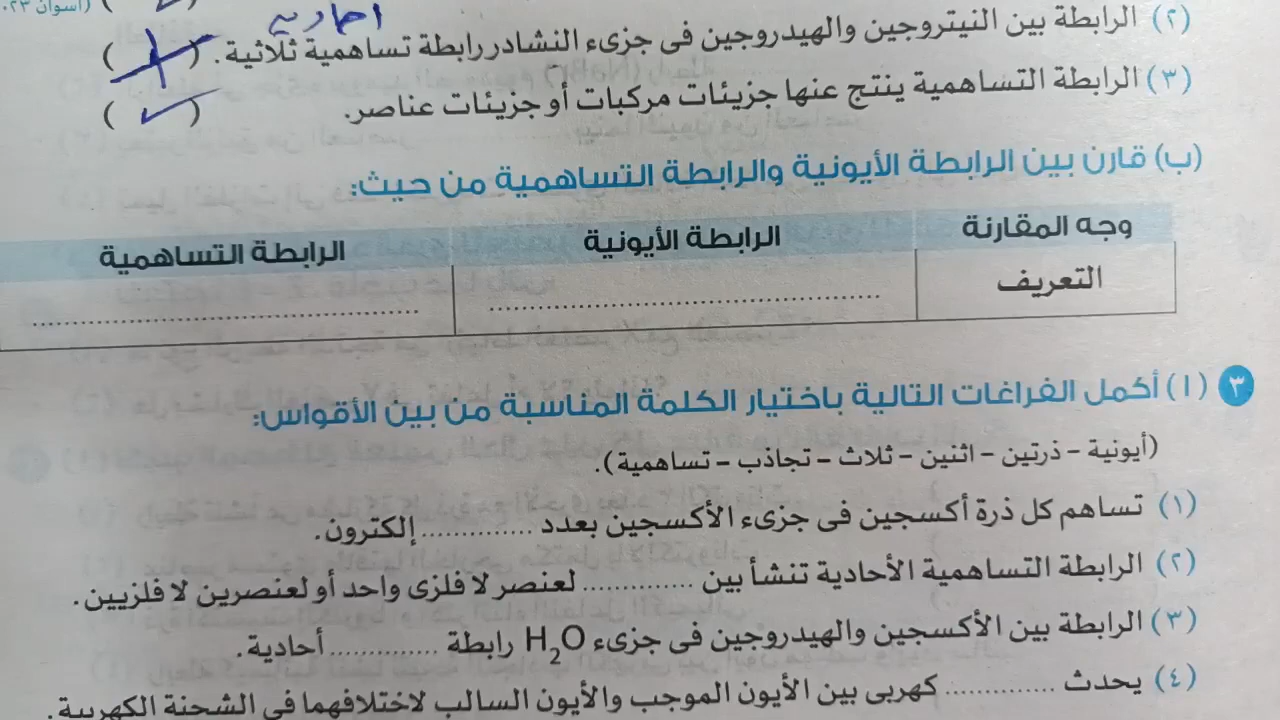 (أسوان ٢٠٢٣
احادية
(٢) الرابطة بين النيتروجين والهيدروجين فى جزىء النشادر رابطة تساهمية ثلاثية. ( )
(٣) الرابطة التساهمية ينتج عنها جزيئات مركبات أو جزيئات عناصر. (✓)
(ب) قارن بين الرابطة الأيونية والرابطة التساهمية من حيث:
وجه المقارنة الرابطة الأيونية الرابطة التساهمية
التعريف .............................. ..............................
٣ (١) أكمل الفراغات التالية باختيار الكلمة المناسبة من بين الأقواس:
(أيونية – ذرتين – اثنين – ثلاث – تجاذب – تساهمية).
(١) تساهم كل ذرة أكسجين فى جزىء الأكسجين بعدد .............. إلكترون.
(٢) الرابطة التساهمية الأحادية تنشأ بين .............. لعنصر لا فلزى واحد أو لعنصرين لا فلزيين.
(٣) الرابطة بين الأكسجين والهيدروجين فى جزىء H₂O رابطة .............. أحادية.
(٤) يحدث .............. كهربى بين الأيون الموجب والأيون السالب لاختلافهما فى الشحنة الكهربية.